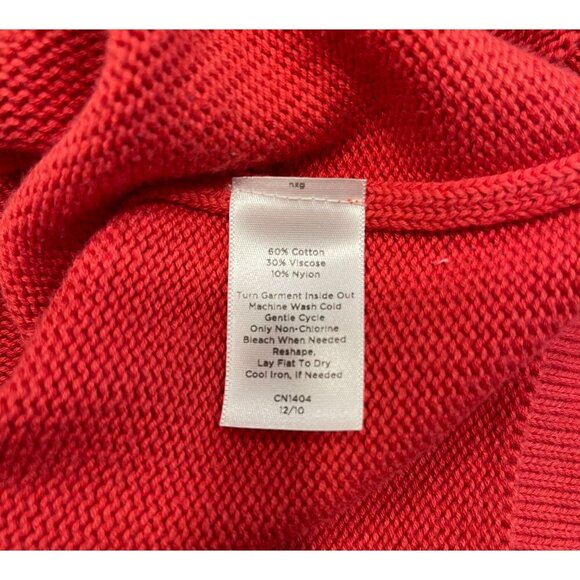 nxg
60% Cotton
30% Viscose
10% Nylon
Turn Garment Inside Out
Machine Wash Cold
Gentle Cycle
Only Non-Chlorine
Bleach When Needed
Reshape,
Lay Flat To Dry
Cool Iron, If Needed
CN1404
12/10